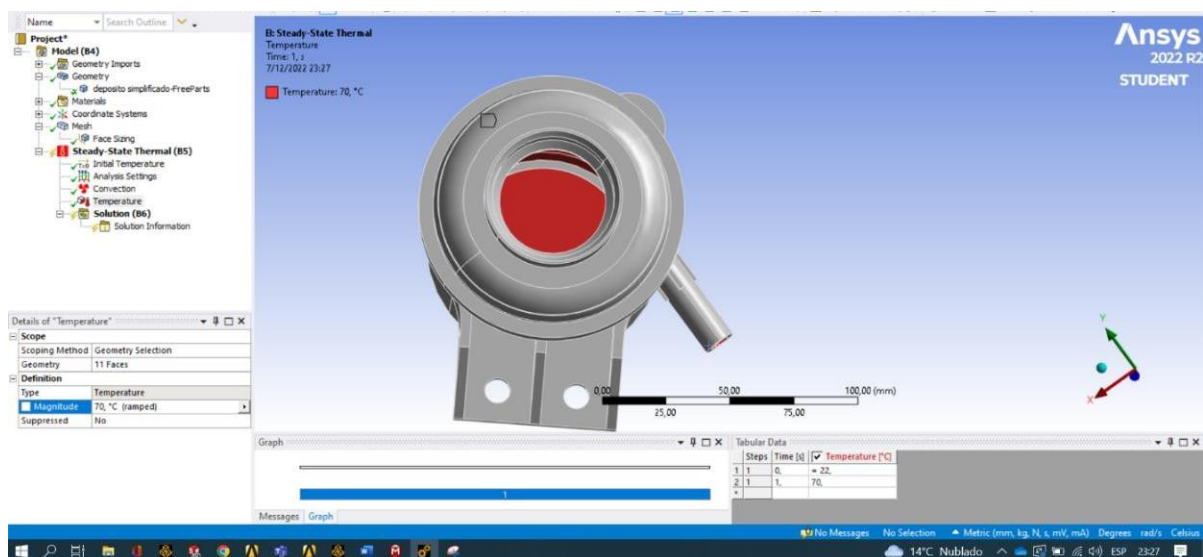 Name
Search Outline
Project*
Model (B4)
Geometry Imports
Geometry
deposito simplificado-FreeParts
Materials
Coordinate Systems
Mesh
Face Sizing
Steady-State Thermal (B5)
Initial Temperature
Analysis Settings
Convection
Temperature
Solution (B6)
Solution Information
Details of "Temperature"
Scope
Scoping Method Geometry Selection
Geometry 11 Faces
Definition
Type Temperature
Magnitude 70, °C (ramped)
Suppressed No
B: Steady-State Thermal
Temperature
Time: 1, s
7/12/2022 23:27
Temperature: 70, °C
Ansys
2022 R2
STUDENT
Y
X
0,00 50,00 100,00 (mm)
25,00 75,00
Graph
1
Messages Graph
Tabular Data
Steps Time [s] Temperature [°C]
1 1 0, = 22,
2 1 1, 70,
*
No Messages No Selection Metric (mm, kg, N, s, mV, mA) Degrees rad/s Celsius
14°C Nublado ESP 23:27